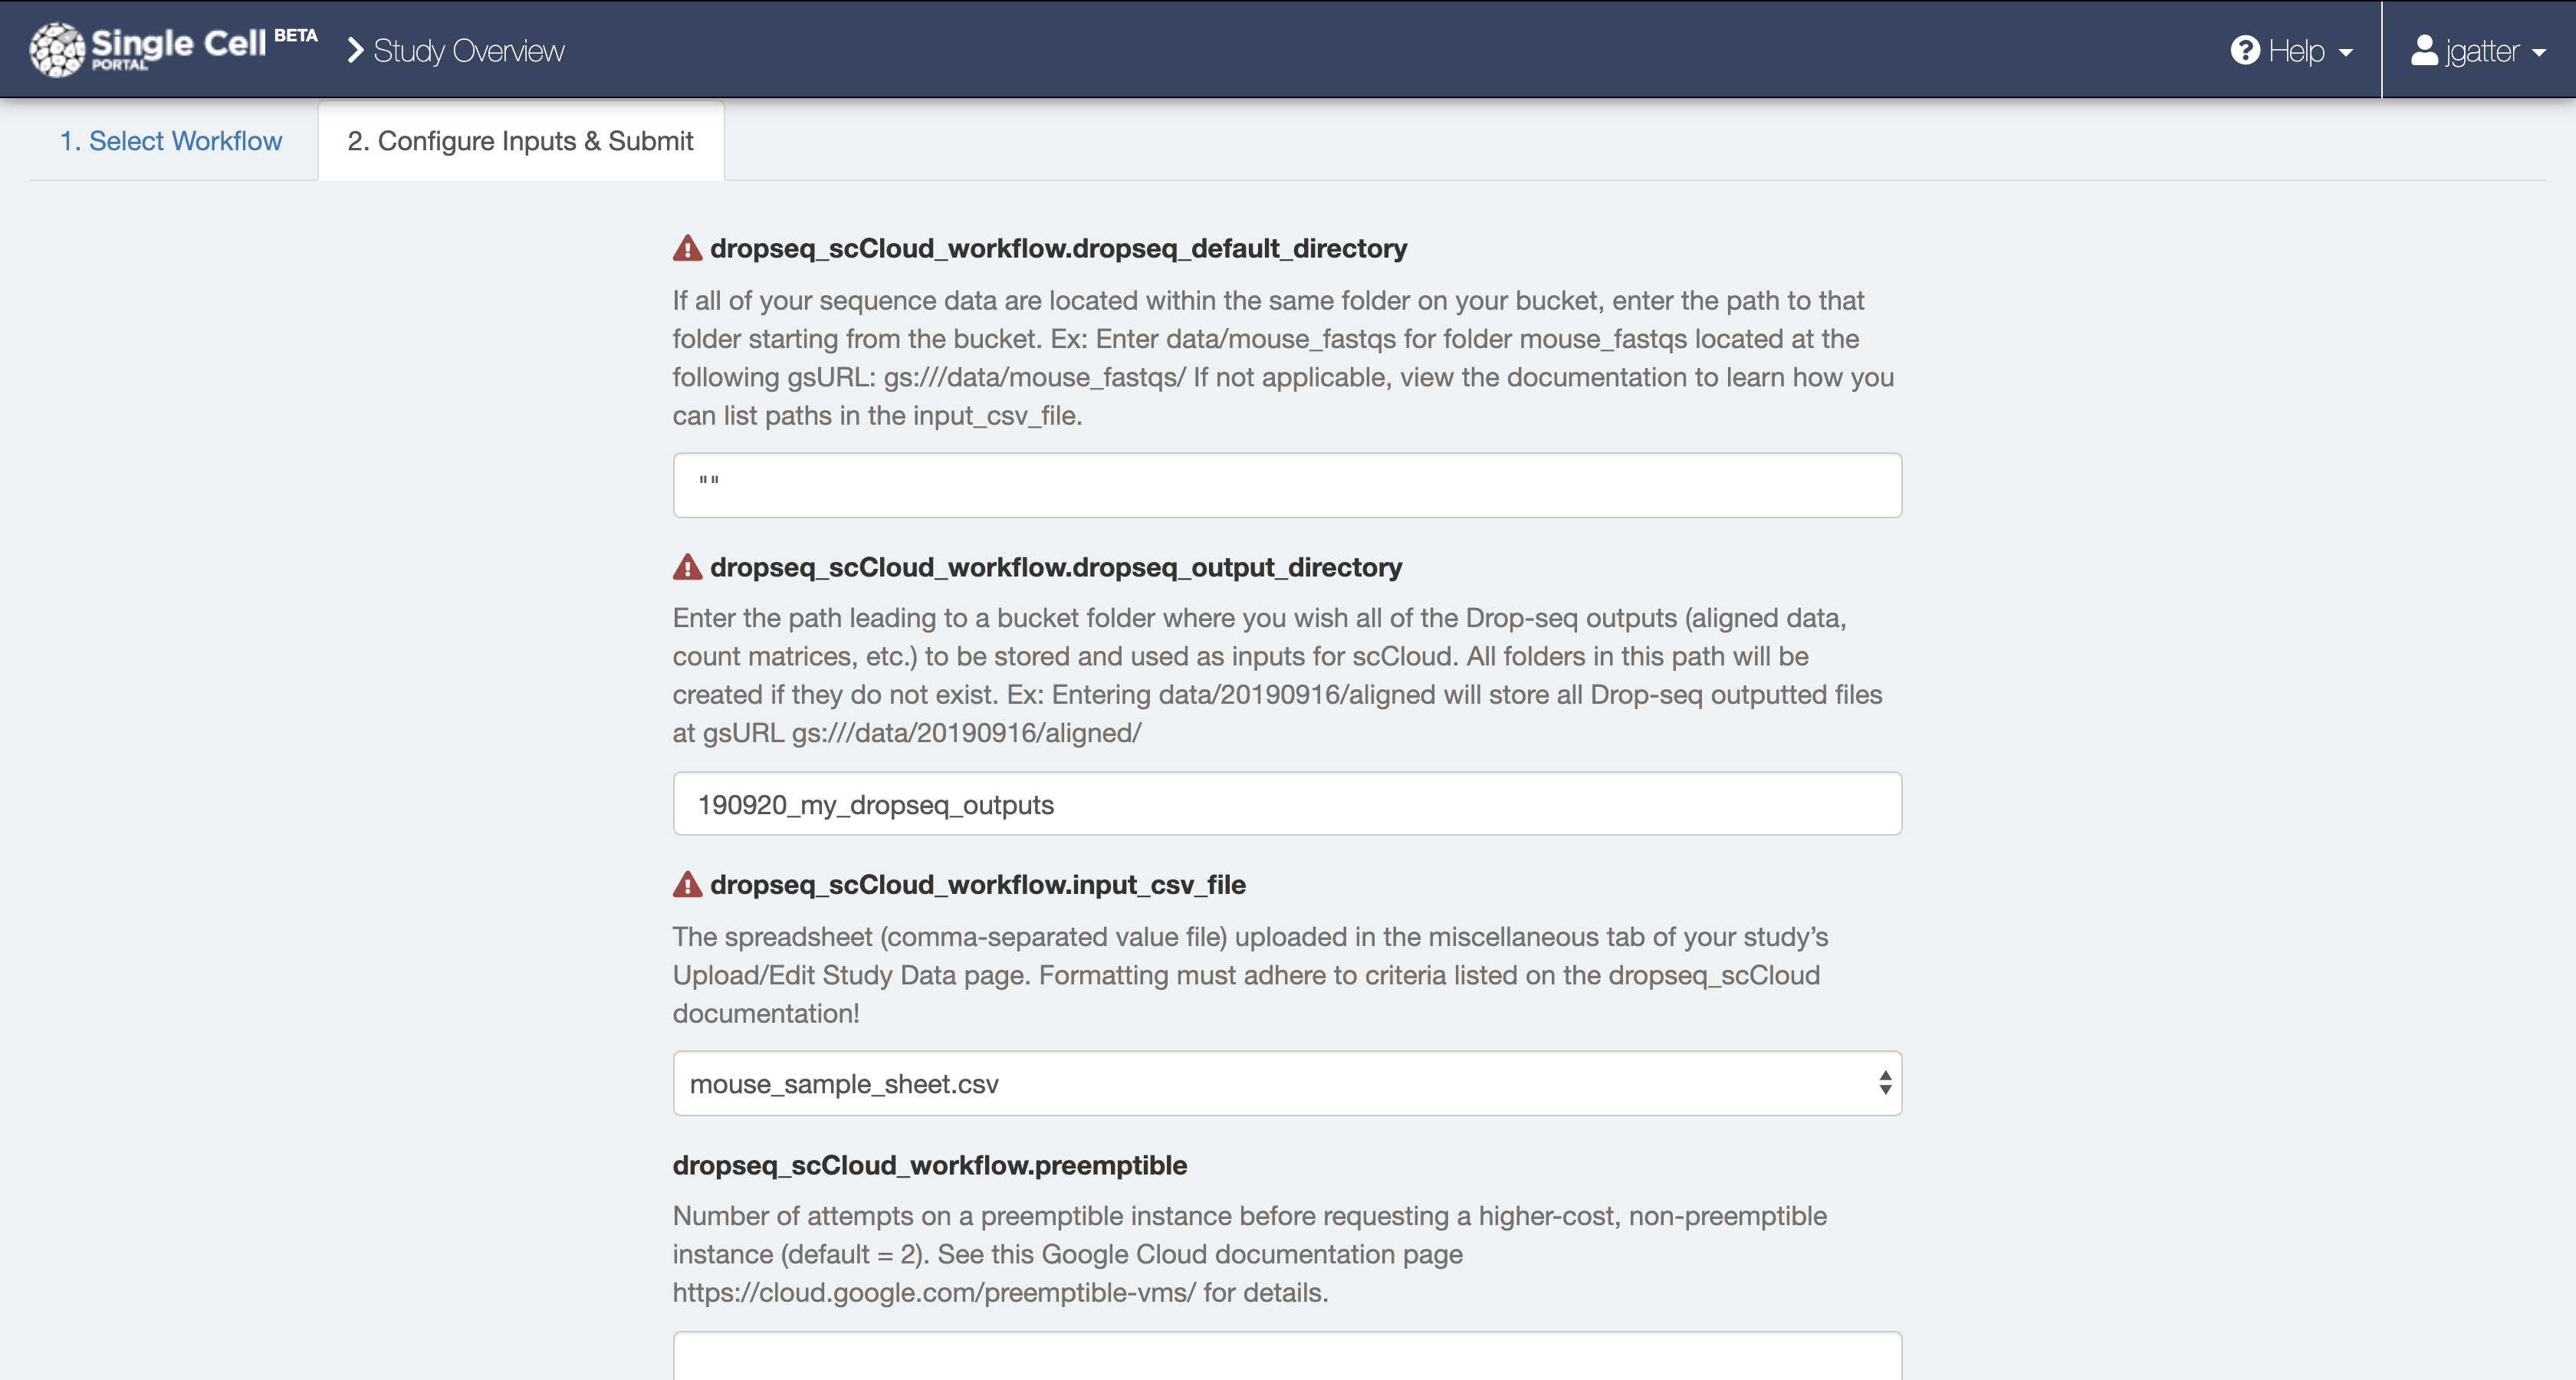 Single Cell BETA
PORTAL
Study Overview
Help
jgatter
1. Select Workflow
2. Configure Inputs & Submit
dropseq_scCloud_workflow.dropseq_default_directory
If all of your sequence data are located within the same folder on your bucket, enter the path to that
folder starting from the bucket. Ex: Enter data/mouse_fastqs for folder mouse_fastqs located at the
following gsURL: gs:///data/mouse_fastqs/ If not applicable, view the documentation to learn how you
can list paths in the input_csv_file.
""
dropseq_scCloud_workflow.dropseq_output_directory
Enter the path leading to a bucket folder where you wish all of the Drop-seq outputs (aligned data,
count matrices, etc.) to be stored and used as inputs for scCloud. All folders in this path will be
created if they do not exist. Ex: Entering data/20190916/aligned will store all Drop-seq outputted files
at gsURL gs:///data/20190916/aligned/
190920_my_dropseq_outputs
dropseq_scCloud_workflow.input_csv_file
The spreadsheet (comma-separated value file) uploaded in the miscellaneous tab of your study’s
Upload/Edit Study Data page. Formatting must adhere to criteria listed on the dropseq_scCloud
documentation!
mouse_sample_sheet.csv
dropseq_scCloud_workflow.preemptible
Number of attempts on a preemptible instance before requesting a higher-cost, non-preemptible
instance (default = 2). See this Google Cloud documentation page
https://cloud.google.com/preemptible-vms/ for details.